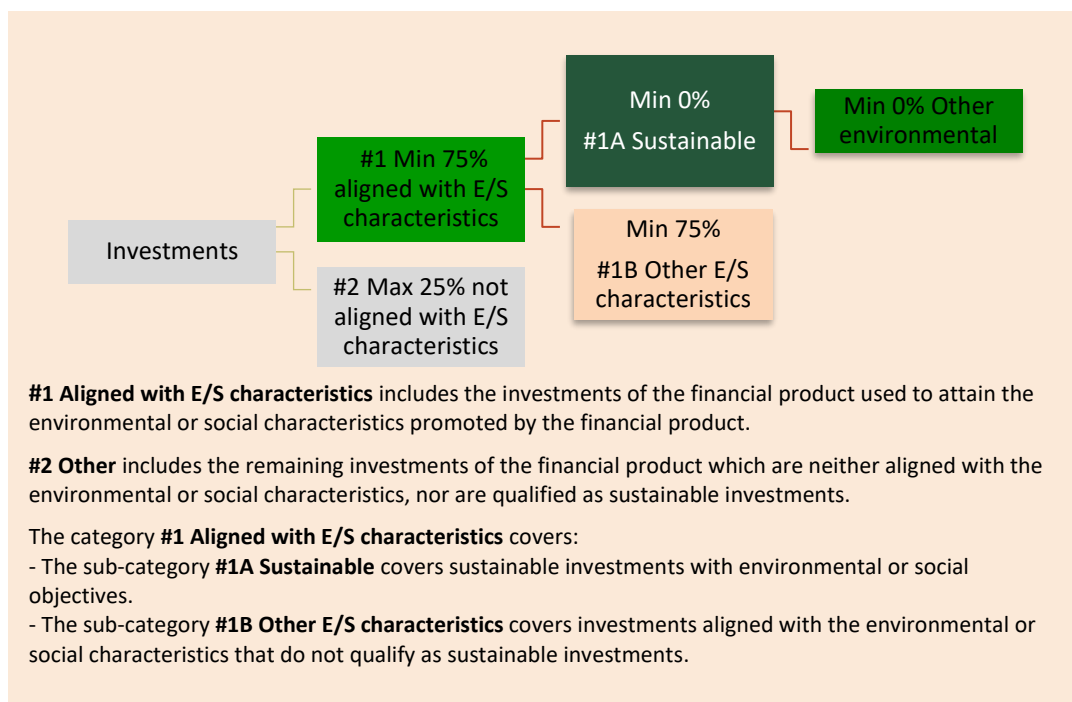 Min 0%
#1A Sustainable
Min 0% Other
environmental
#1 Min 75%
aligned with E/S
characteristics
Investments
Min 75%
#1B Other E/S
characteristics
#2 Max 25% not
aligned with E/S
characteristics
#1 Aligned with E/S characteristics includes the investments of the financial product used to attain the
environmental or social characteristics promoted by the financial product.
#2 Other includes the remaining investments of the financial product which are neither aligned with the
environmental or social characteristics, nor are qualified as sustainable investments.
The category #1 Aligned with E/S characteristics covers:
- The sub-category #1A Sustainable covers sustainable investments with environmental or social
objectives.
- The sub-category #1B Other E/S characteristics covers investments aligned with the environmental or
social characteristics that do not qualify as sustainable investments.